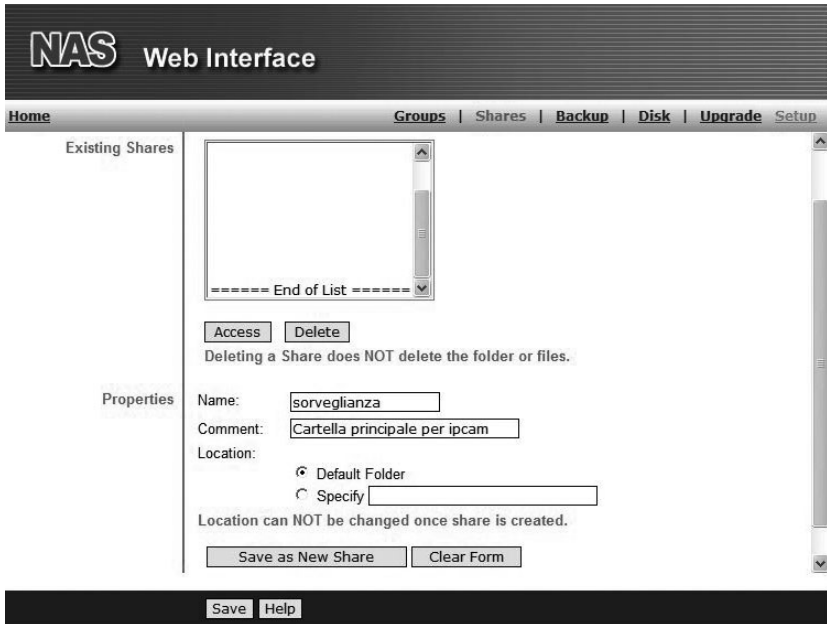 NAS Web Interface
Home Groups | Shares | Backup | Disk | Upgrade Setup
Existing Shares
====== End of List ======
Access Delete
Deleting a Share does NOT delete the folder or files.
Properties Name: sorveglianza
Comment: Cartella principale per ipcam
Location:
Default Folder
Specify
Location can NOT be changed once share is created.
Save as New Share Clear Form
Save Help